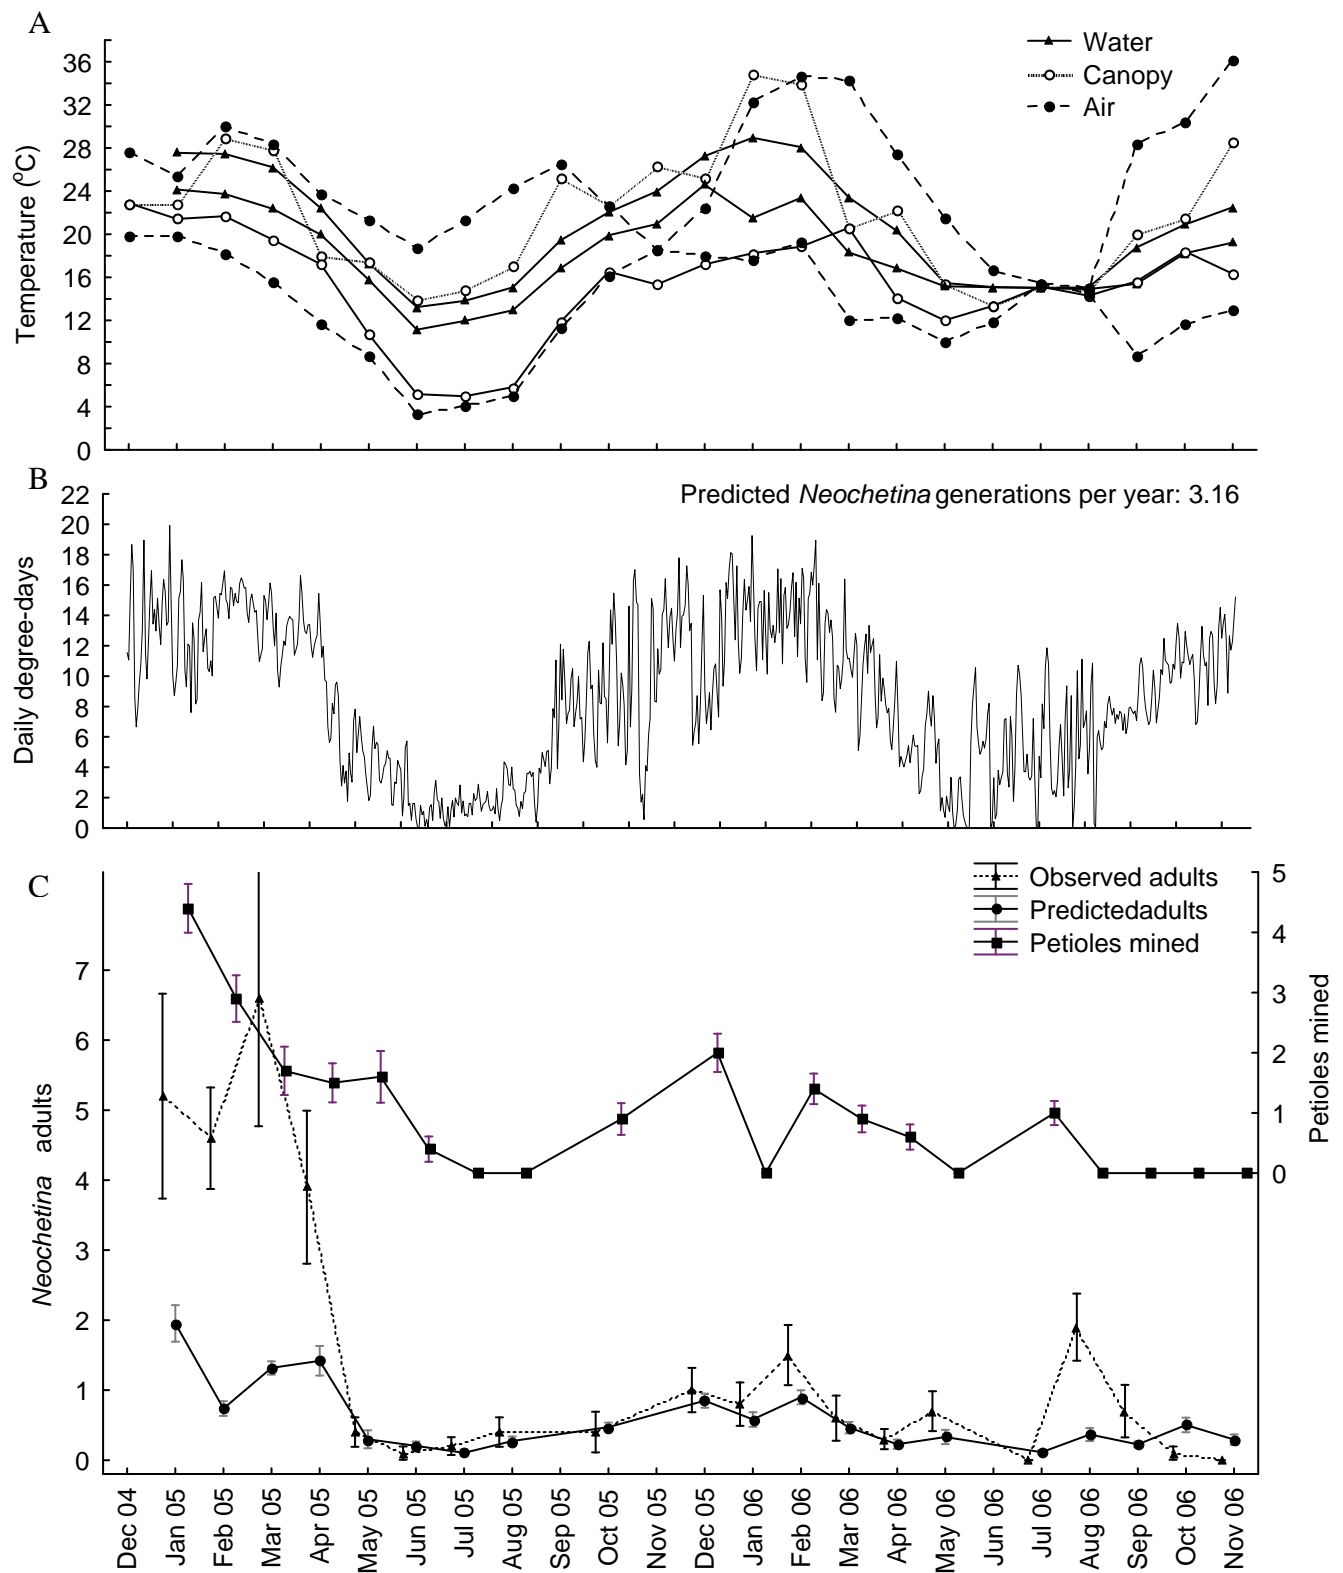 A
Water
Canopy
Air
Temperature (°C)
36
32
28
24
20
16
12
8
4
0
B
Predicted Neochetina generations per year: 3.16
Daily degree-days
22
20
18
16
14
12
10
8
6
4
2
0
C
Observed adults
Predictedadults
Petioles mined
Neochetina adults
7
6
5
4
3
2
1
0
5
4
3
2
1
0
Petioles mined
Dec 04
Jan 05
Feb 05
Mar 05
Apr 05
May 05
Jun 05
Jul 05
Aug 05
Sep 05
Oct 05
Nov 05
Dec 05
Jan 06
Feb 06
Mar 06
Apr 06
May 06
Jun 06
Jul 06
Aug 06
Sep 06
Oct 06
Nov 06